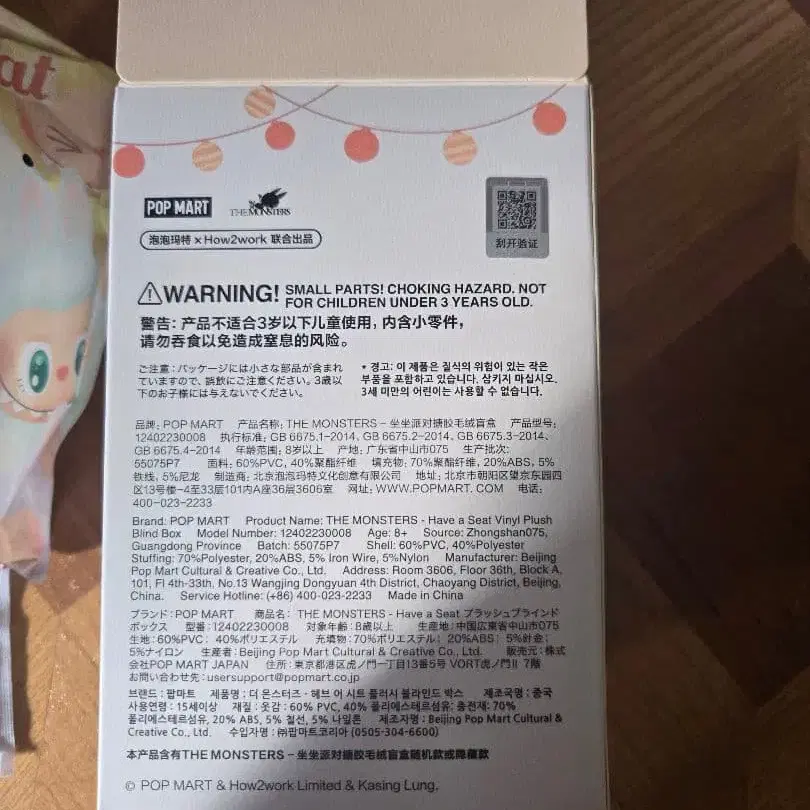 at
POP MART THE MONSTERS
泡泡玛特 × How2work 联合出品
刮开验证
WARNING! SMALL PARTS! CHOKING HAZARD. NOT
FOR CHILDREN UNDER 3 YEARS OLD.
警告: 产品不适合3岁以下儿童使用, 内含小零件,
请勿吞食以免造成窒息的风险。
ご注意: パッケージには小さな部品が含まれ
ていますので、誤飲にご注意ください。3歳以
下のお子様には与えないでください。
* 경고: 이 제품은 질식의 위험이 있는 작은
부품을 포함하고 있습니다. 삼키지 마십시오.
3세 미만의 어린이는 사용할 수 없습니다.
品牌: POP MART 产品名称: THE MONSTERS – 坐坐派对搪胶毛绒盲盒 产品型号:
12402230008 执行标准: GB 6675.1-2014、GB 6675.2-2014、GB 6675.3-2014、
GB 6675.4-2014 年龄范围: 8岁以上 产地: 广东省中山市075 生产批次:
55075P7 面料: 60%PVC, 40%聚酯纤维 填充物: 70%聚酯纤维, 20%ABS, 5%
铁线, 5%尼龙 制造商: 北京泡泡玛特文化创意有限公司 地址: 北京市朝阳区望京东园四
区13号楼-4至33层101内A座36层3606室 网址: WWW.POPMART.COM 电话:
400-023-2233
Brand: POP MART Product Name: THE MONSTERS - Have a Seat Vinyl Plush
Blind Box Model Number: 12402230008 Age: 8+ Source: Zhongshan075,
Guangdong Province Batch: 55075P7 Shell: 60%PVC, 40%Polyester
Stuffing: 70%Polyester, 20%ABS, 5% Iron Wire, 5%Nylon Manufacturer: Beijing
Pop Mart Cultural & Creative Co., Ltd. Address: Room 3606, Floor 36th, Block A,
101, Fl 4th-33th, No.13 Wangjing Dongyuan 4th District, Chaoyang District, Beijing,
China. Service Hotline: (+86) 400-023-2233 Made in China
ブランド: POP MART 商品名: THE MONSTERS - Have a Seat プラッシュブラインド
ボックス 型番: 12402230008 対象年齢: 8歳以上 生産地: 中国広東省中山市075
生地: 60%PVC; 40%ポリエステル 充填物: 70%ポリエステル; 20%ABS; 5%針金;
5%ナイロン 生産者: Beijing Pop Mart Cultural & Creative Co., Ltd. 販売元: 株式
会社POP MART JAPAN 住所: 東京都港区虎ノ門一丁目13番5号 VORT虎ノ門II 7階
お問い合わせ先: usersupport@popmart.co.jp
브랜드: 팝마트 제품명: 더 몬스터즈 - 헤브 어 시트 플러시 블라인드 박스 제조국명: 중국
사용연령: 15세이상 재질: 옷감: 60% PVC, 40% 폴리에스테르섬유: 충전재: 70%
폴리에스테르섬유, 20% ABS, 5% 철선, 5% 나일론 제조자명: Beijing Pop Mart Cultural &
Creative Co., Ltd. 수입자명: ㈜팝마트코리아 (0505-304-6600)
本产品含有THE MONSTERS – 坐坐派对搪胶毛绒盲盒随机款或隐藏款
© POP MART & How2work Limited & Kasing Lung.